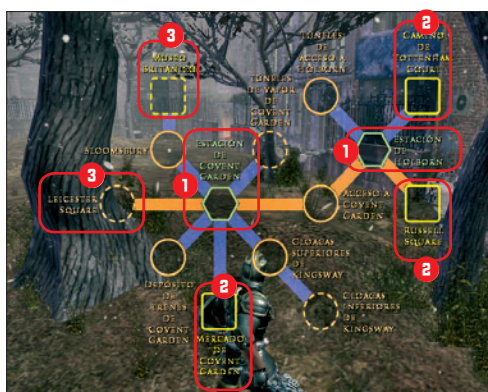 3
MUSEO
BRITÁNICO
TÚNELES
DE
ACCESO A
HOLBORN
2
CAMINO
DE
TOTTENHAM
COURT
TÚNELES
DE VAPOR
DE
COVENT
GARDEN
BLOOMSBURY
ESTACIÓN
DE
COVENT
GARDEN
1
ESTACIÓN
DE
HOLBORN
1
3
LEICESTER
SQUARE
ACCESO A
COVENT
GARDEN
RUSSELL
SQUARE
2
CLOACAS
SUPERIORES
DE
KINGSWAY
DEPÓSITO
DE
TRENES DE
COVENT
GARDEN
2
MERCADO
DE
COVENT
GARDEN
CLOACAS
INFERIORES
DE
KINGSWAY